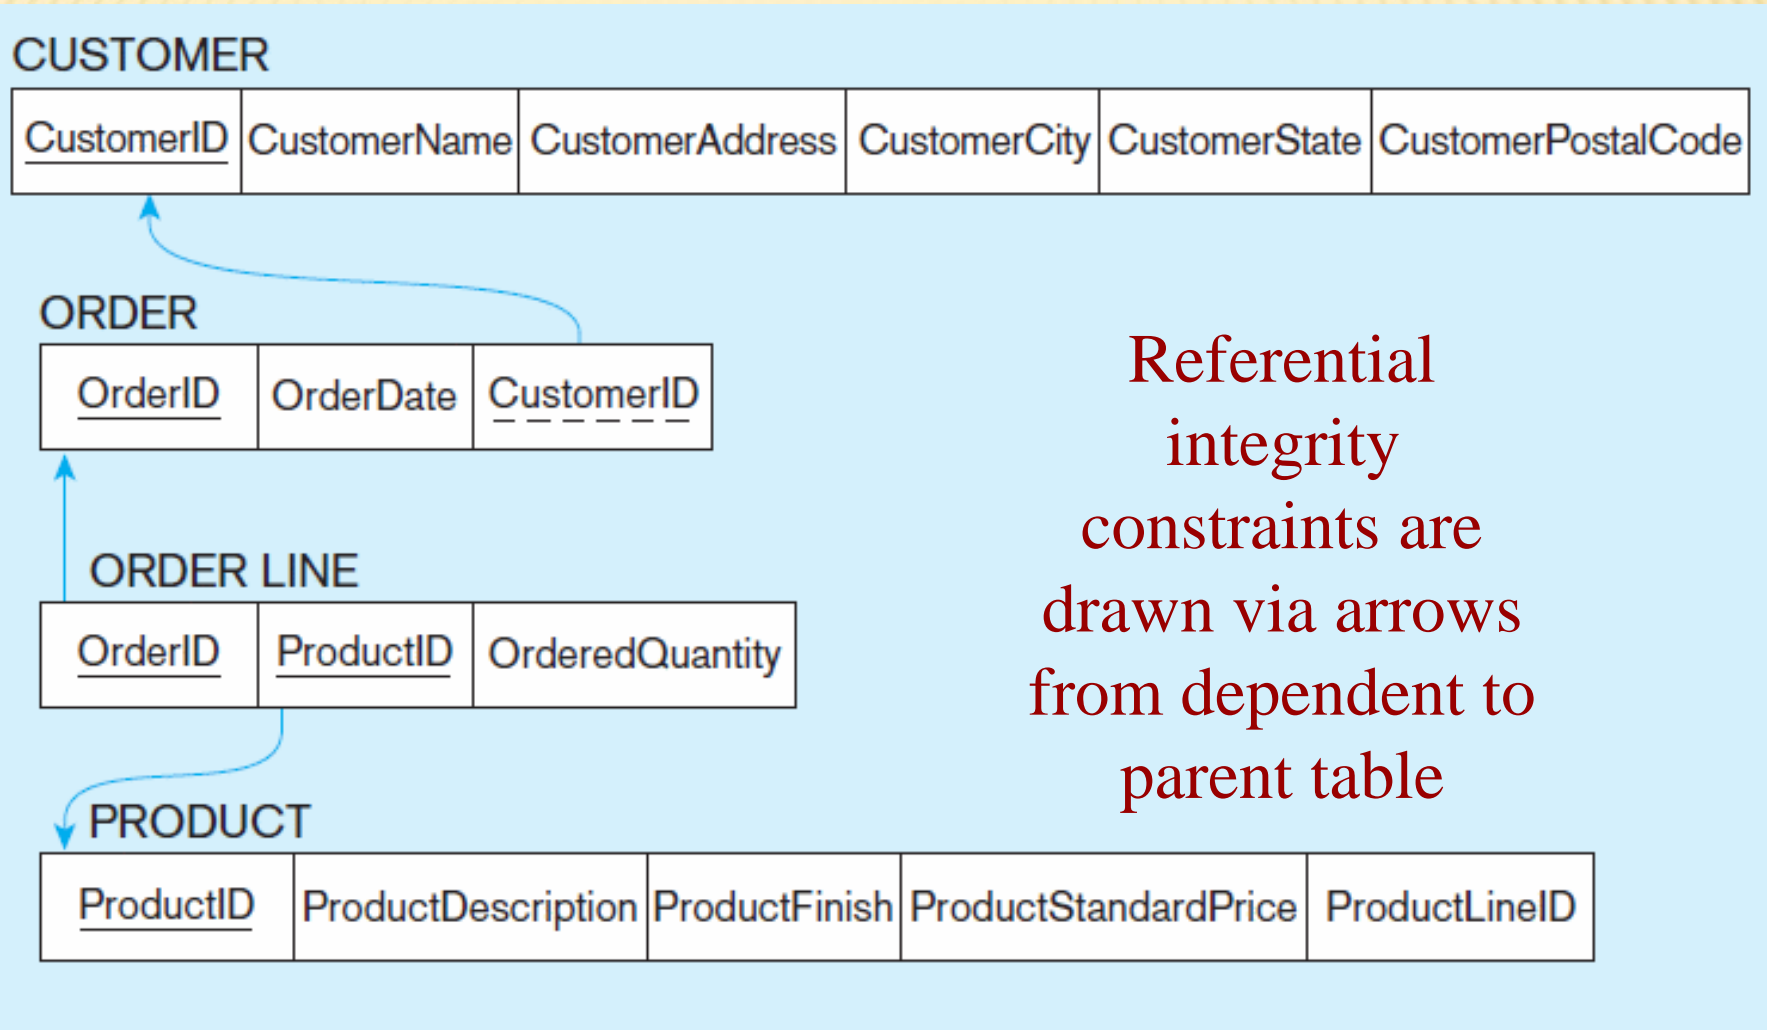 CUSTOMER
CustomerID CustomerName CustomerAddress CustomerCity CustomerState CustomerPostalCode
ORDER
OrderID OrderDate CustomerID
ORDER LINE
OrderID ProductID OrderedQuantity
PRODUCT
ProductID ProductDescription ProductFinish ProductStandardPrice ProductLineID
Referential
integrity
constraints are
drawn via arrows
from dependent to
parent table